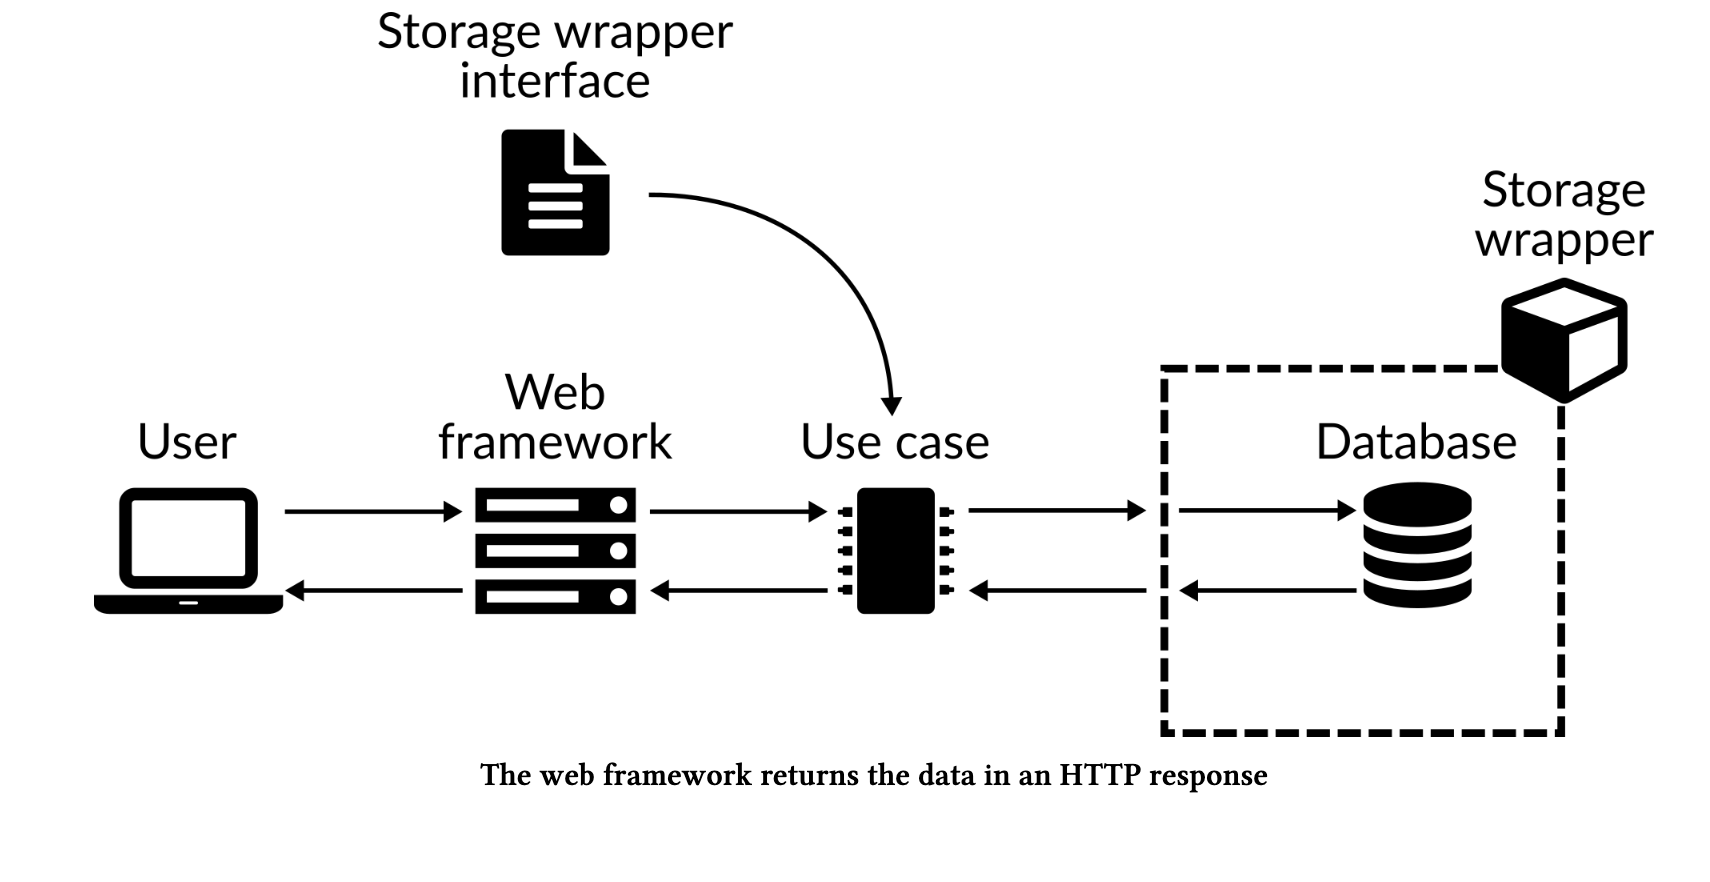 Storage wrapper
interface
Storage
wrapper
Web
framework
User
Use case
Database
The web framework returns the data in an HTTP response